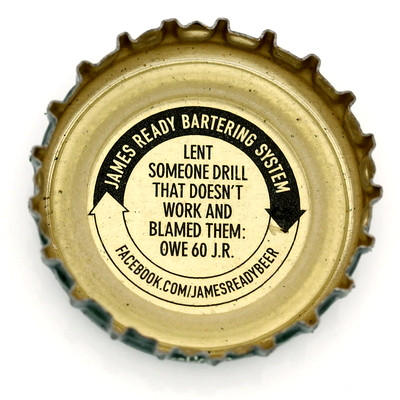 JAMES READY BARTERING SYSTEM
LENT
SOMEONE DRILL
THAT DOESN'T
WORK AND
BLAMED THEM:
OWE 60 J.R.
FACEBOOK.COM/JAMESREADYBEER